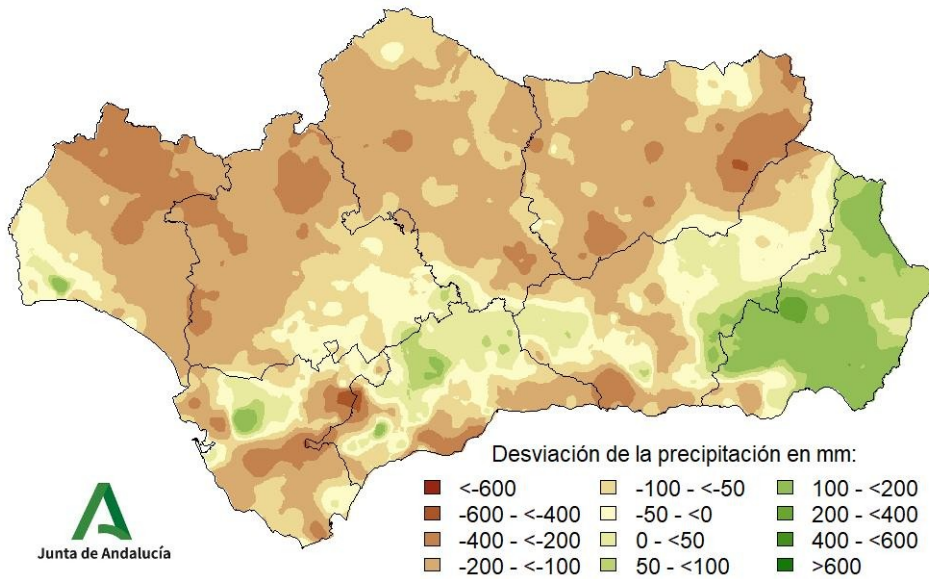 Desviación de la precipitación en mm:
<-600 -100 - <-50 100 - <200
-600 - <-400 -50 - <0 200 - <400
-400 - <-200 0 - <50 400 - <600
-200 - <-100 50 - <100 >600
Junta de Andalucía